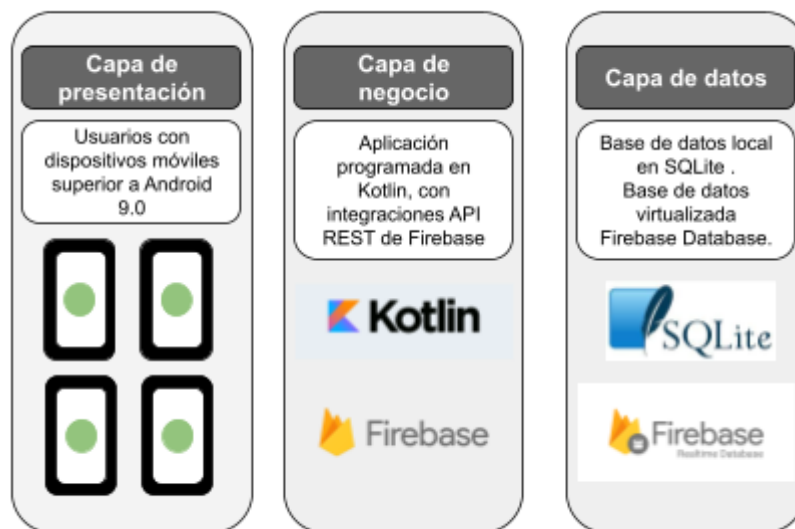 Capa de
presentación
Usuarios con
dispositivos móviles
superior a Android
9.0
Capa de
negocio
Aplicación
programada en
Kotlin, con
integraciones API
REST de Firebase
Kotlin
Firebase
Capa de datos
Base de datos local
en SQLite .
Base de datos
virtualizada
Firebase Database.
SQLite
Firebase
Realtime Database